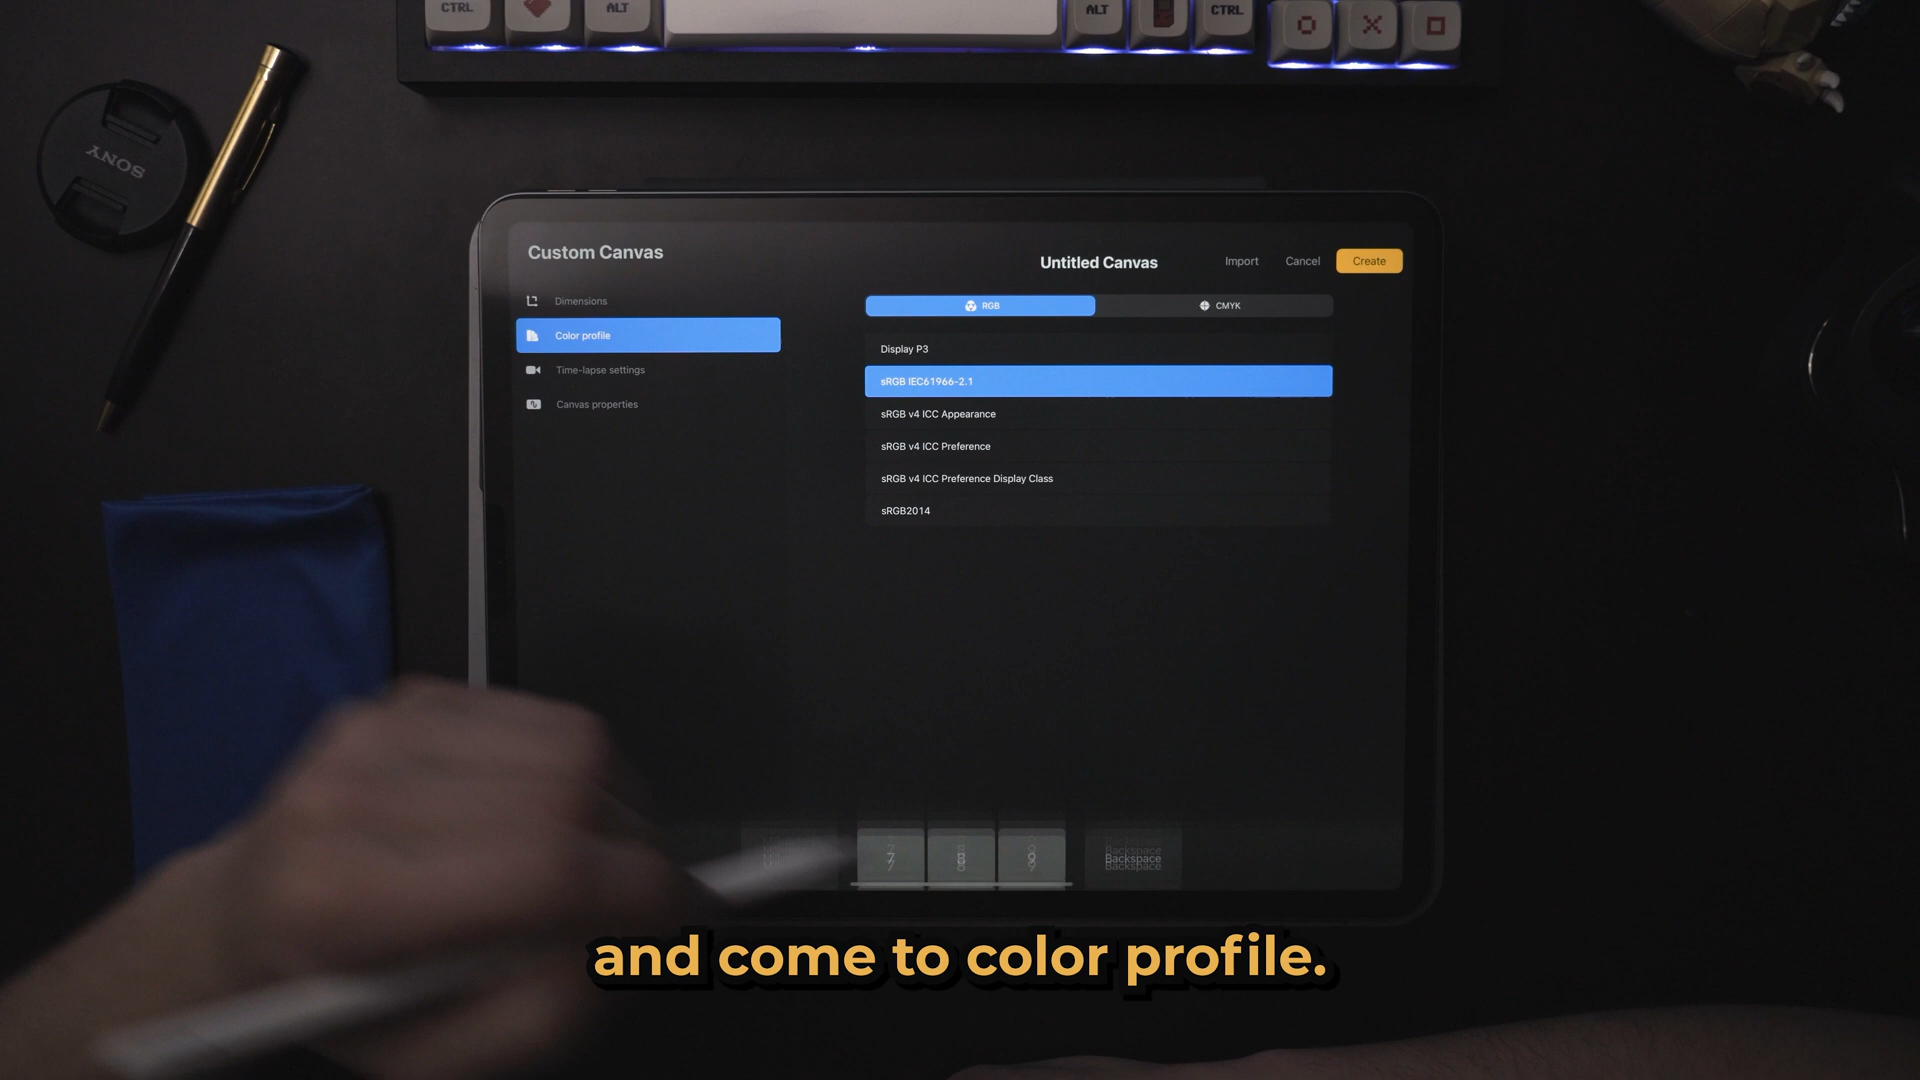 CTRL
ALT
ALT
CTRL
SONY
Custom Canvas
Untitled Canvas
Import
Cancel
Create
Dimensions
Color profile
Time-lapse settings
Canvas properties
RGB
CMYK
Display P3
sRGB IEC61966-2.1
sRGB v4 ICC Appearance
sRGB v4 ICC Preference
sRGB v4 ICC Preference Display Class
sRGB2014
7
8
9
Backspace
and come to color profile.